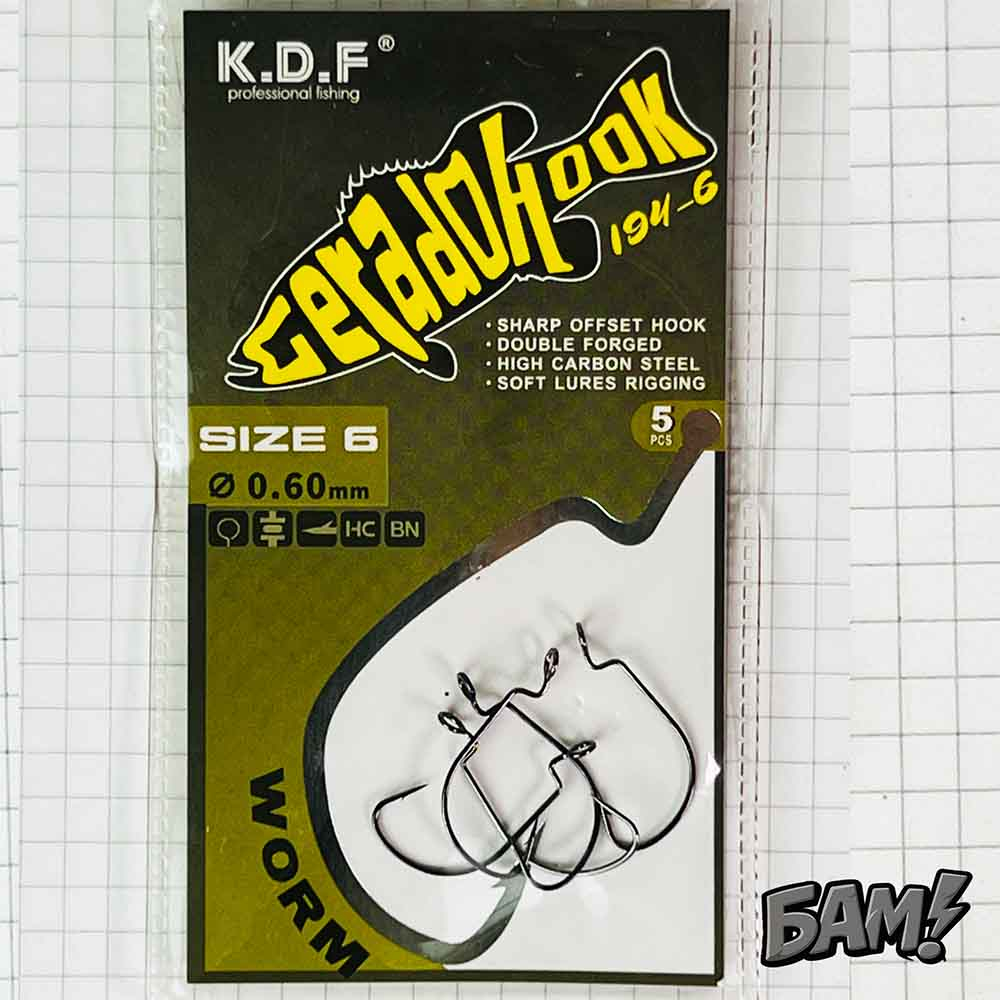 K.D.F®
professional fishing
GeradoHook
194-6
· SHARP OFFSET HOOK
· DOUBLE FORGED
· HIGH CARBON STEEL
· SOFT LURES RIGGING
SIZE 6
5
PCS
Ø 0.60mm
HC BN
WORM
БАМ!